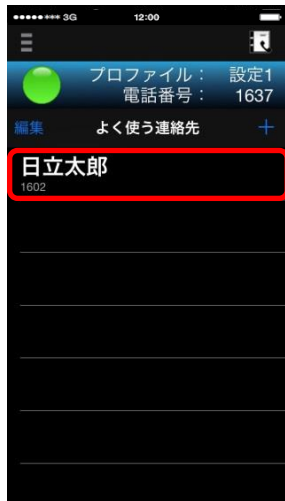 3G 12:00
プロファイル： 設定1
電話番号： 1637
編集 よく使う連絡先 +
日立太郎
1602